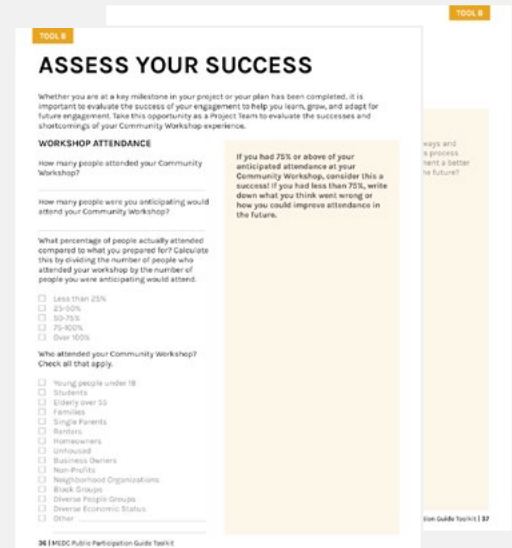 TOOL B
TOOL B
ASSESS YOUR SUCCESS
Whether you are at a key milestone in your project or your plan has been completed, it is
important to evaluate the success of your engagement to help you learn, grow, and adapt for
future engagement. Take this opportunity as a Project Team to evaluate the successes and
shortcomings of your Community Workshop experience.
WORKSHOP ATTENDANCE
How many people attended your Community
Workshop?
How many people were you anticipating would
attend your Community Workshop?
What percentage of people actually attended
compared to what you prepared for? Calculate
this by dividing the number of people who
attended your workshop by the number of
people you were anticipating would attend.
Less than 25%
25-50%
50-75%
75-100%
Over 100%
Who attended your Community Workshop?
Check all that apply.
Young people under 18
Students
Elderly over 55
Families
Single Parents
Renters
Homeowners
Unhoused
Business Owners
Non-Profits
Neighborhood Organizations
Block Groups
Diverse People Groups
Diverse Economic Status
Other
If you had 75% or above of your
anticipated attendance at your
Community Workshop, consider this a
success! If you had less than 75%, write
down what you think went wrong or
how you could improve attendance in
the future.
36 | MEDC Public Participation Guide Toolkit
ways and
process
a better
future?
Guide Toolkit | 37